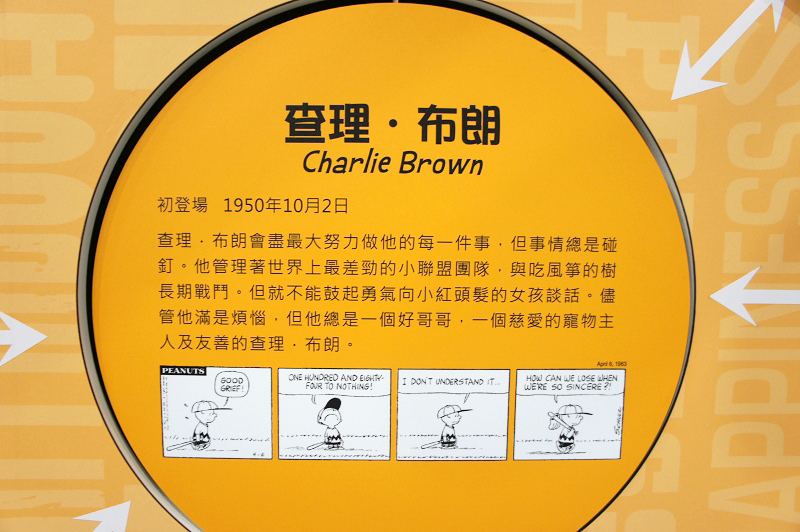 查理·布朗
Charlie Brown
初登場 1950年10月2日
查理·布朗會盡最大努力做他的每一件事，但事情總是碰
釘。他管理著世界上最差勁的小聯盟團隊，與吃風箏的樹
長期戰鬥。但就不能鼓起勇氣向小紅頭髮的女孩談話。儘
管他滿是煩惱，但他總是一個好哥哥，一個慈愛的寵物主
人及友善的查理·布朗。
April 6, 1963
PEANUTS
GOOD
GRIEF!
4-6
ONE HUNDRED AND EIGHTY-
FOUR TO NOTHING!
I DON'T UNDERSTAND IT...
HOW CAN WE LOSE WHEN
WE'RE SO SINCERE?!
SCHULZ